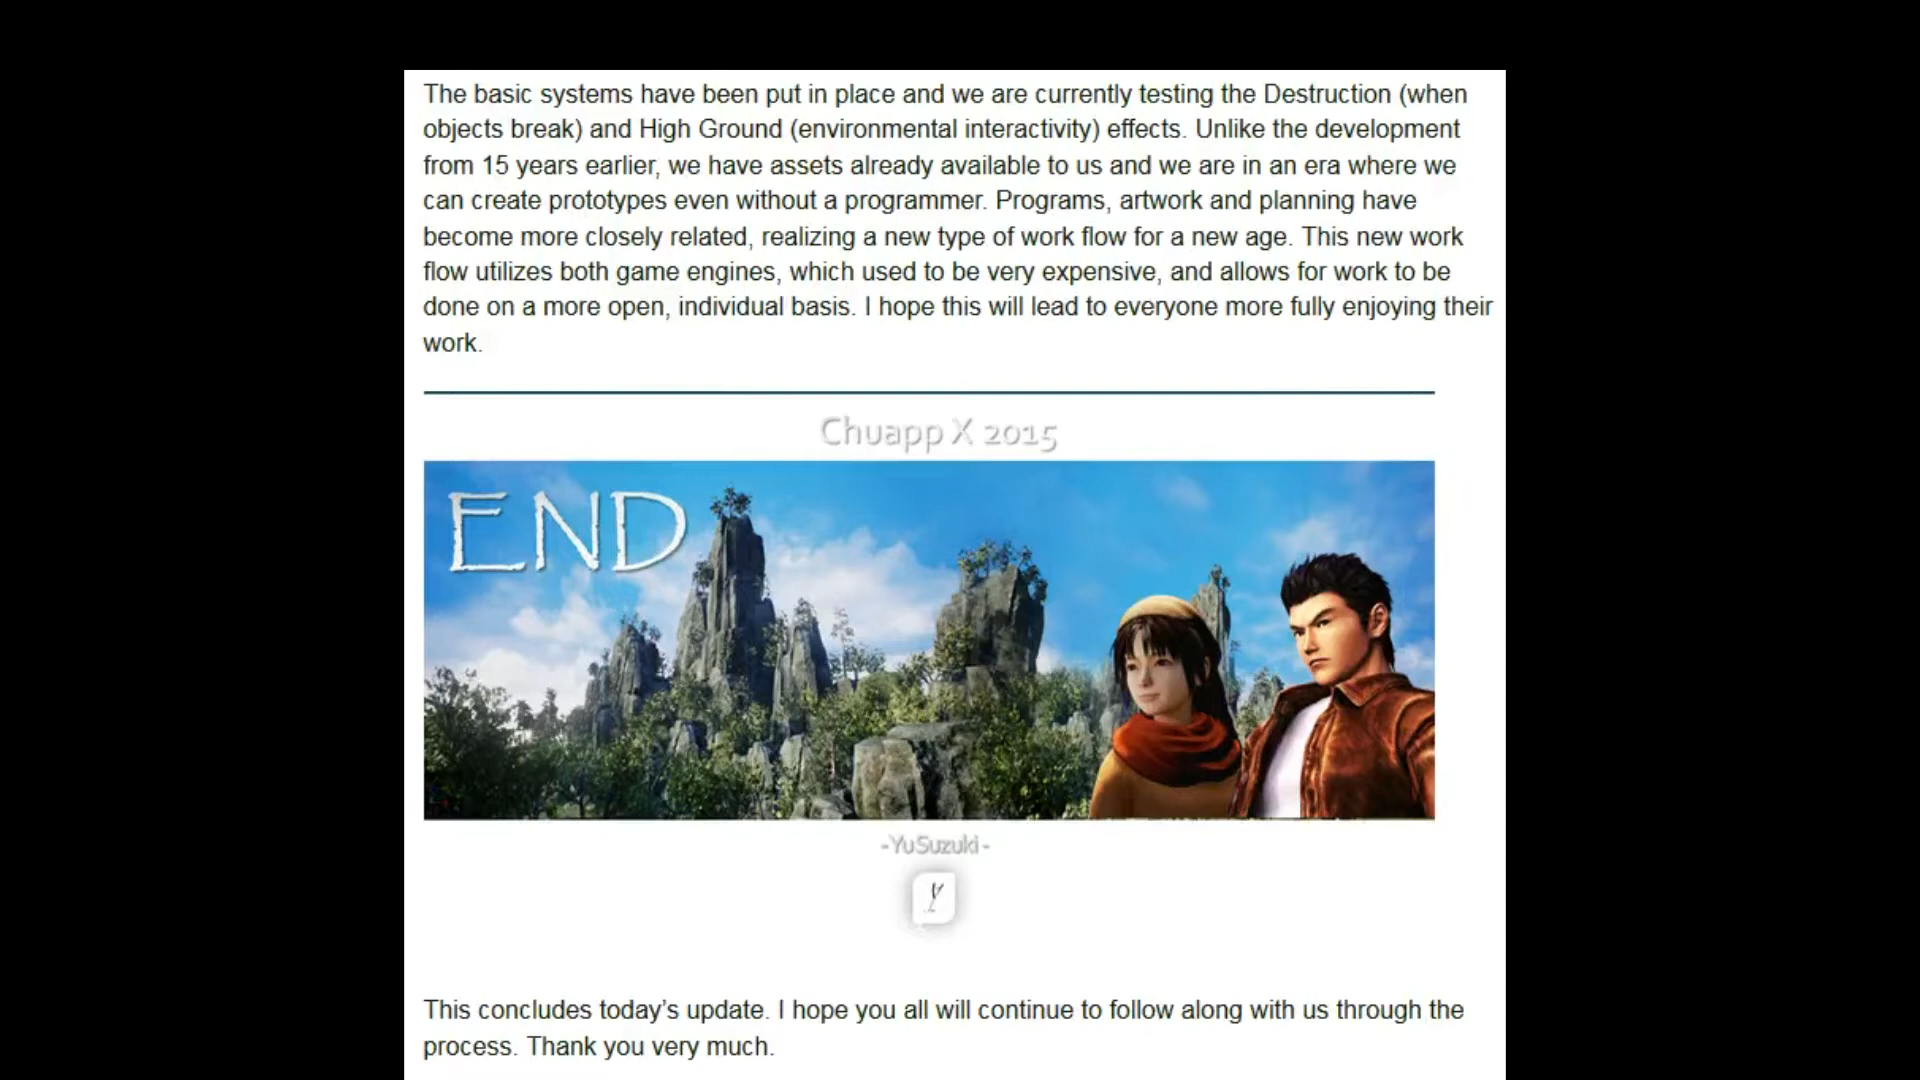 The basic systems have been put in place and we are currently testing the Destruction (when
objects break) and High Ground (environmental interactivity) effects. Unlike the development
from 15 years earlier, we have assets already available to us and we are in an era where we
can create prototypes even without a programmer. Programs, artwork and planning have
become more closely related, realizing a new type of work flow for a new age. This new work
flow utilizes both game engines, which used to be very expensive, and allows for work to be
done on a more open, individual basis. I hope this will lead to everyone more fully enjoying their
work.
Chuapp X 2015
END
-YuSuzuki-
Y
This concludes today’s update. I hope you all will continue to follow along with us through the
process. Thank you very much.